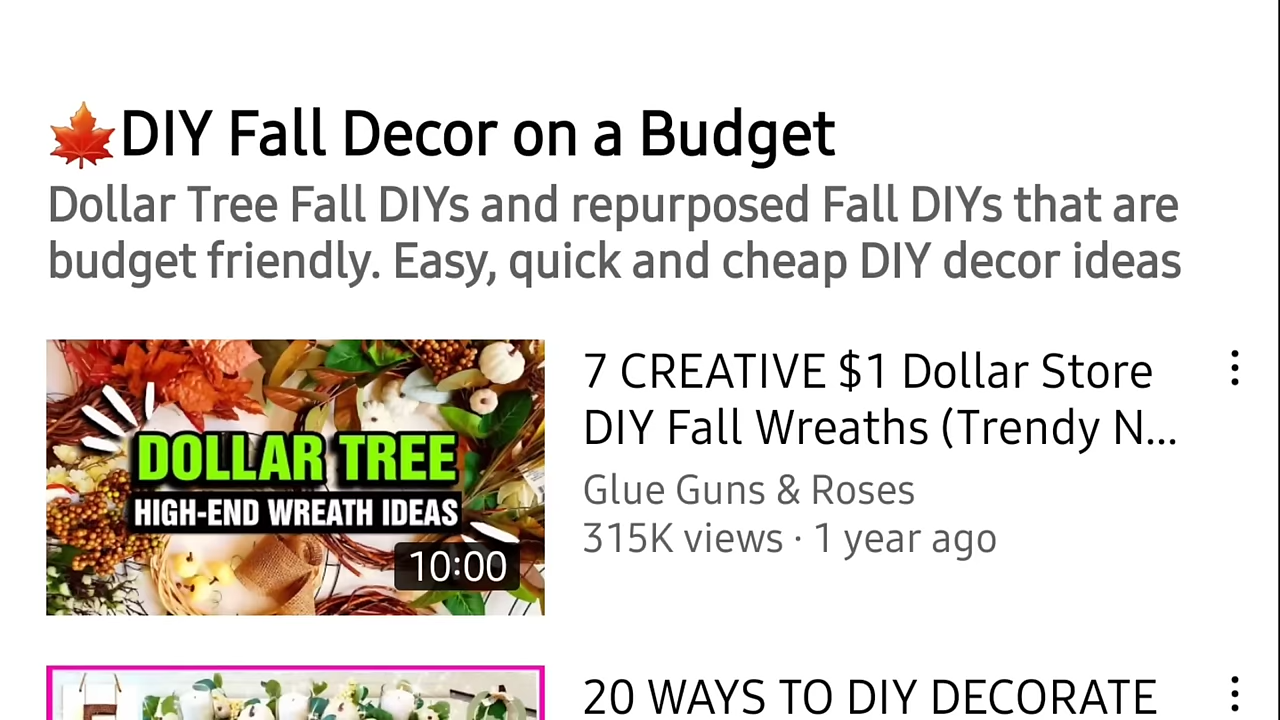 🍁DIY Fall Decor on a Budget
Dollar Tree Fall DIYs and repurposed Fall DIYs that are
budget friendly. Easy, quick and cheap DIY decor ideas
DOLLAR TREE
HIGH-END WREATH IDEAS
10:00
7 CREATIVE $1 Dollar Store
DIY Fall Wreaths (Trendy N...
Glue Guns & Roses
315K views · 1 year ago
20 WAYS TO DIY DECORATE